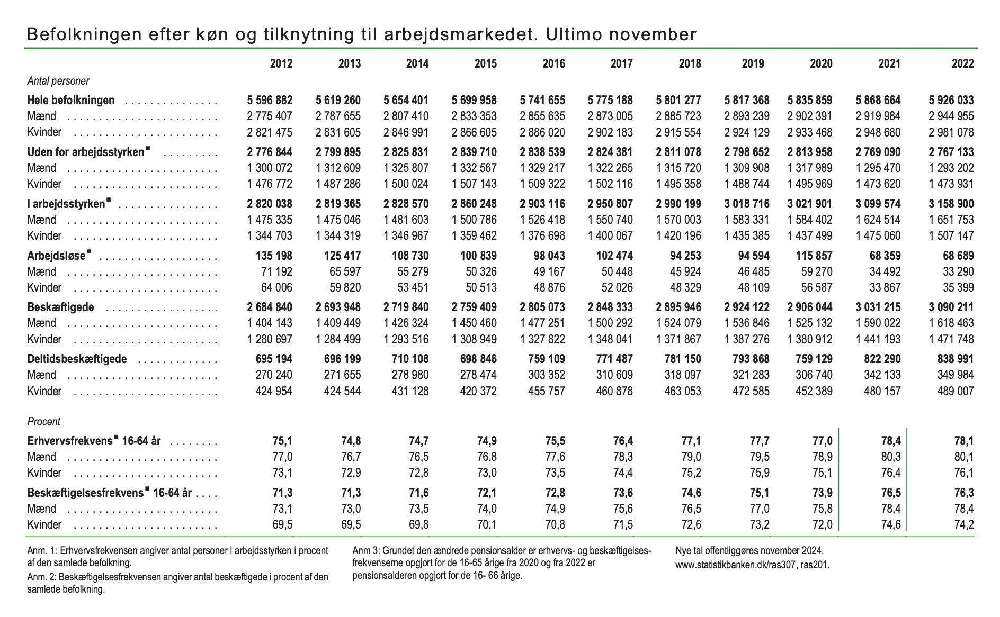 Befolkningen efter køn og tilknytning til arbejdsmarkedet. Ultimo november
2012 2013 2014 2015 2016 2017 2018 2019 2020 2021 2022
Antal personer
Hele befolkningen . . . . . . . . . . . . . . . 5 596 882 5 619 260 5 654 401 5 699 958 5 741 655 5 775 188 5 801 277 5 817 368 5 835 859 5 868 664 5 926 033
Mænd . . . . . . . . . . . . . . . . . . . . . . . . 2 775 407 2 787 655 2 807 410 2 833 353 2 855 635 2 873 005 2 885 723 2 893 239 2 902 391 2 919 984 2 944 955
Kvinder . . . . . . . . . . . . . . . . . . . . . . . 2 821 475 2 831 605 2 846 991 2 866 605 2 886 020 2 902 183 2 915 554 2 924 129 2 933 468 2 948 680 2 981 078
Uden for arbejdsstyrken■ . . . . . . . . . 2 776 844 2 799 895 2 825 831 2 839 710 2 838 539 2 824 381 2 811 078 2 798 652 2 813 958 2 769 090 2 767 133
Mænd . . . . . . . . . . . . . . . . . . . . . . . . 1 300 072 1 312 609 1 325 807 1 332 567 1 329 217 1 322 265 1 315 720 1 309 908 1 317 989 1 295 470 1 293 202
Kvinder . . . . . . . . . . . . . . . . . . . . . . . 1 476 772 1 487 286 1 500 024 1 507 143 1 509 322 1 502 116 1 495 358 1 488 744 1 495 969 1 473 620 1 473 931
I arbejdsstyrken■ . . . . . . . . . . . . . . . . 2 820 038 2 819 365 2 828 570 2 860 248 2 903 116 2 950 807 2 990 199 3 018 716 3 021 901 3 099 574 3 158 900
Mænd . . . . . . . . . . . . . . . . . . . . . . . . 1 475 335 1 475 046 1 481 603 1 500 786 1 526 418 1 550 740 1 570 003 1 583 331 1 584 402 1 624 514 1 651 753
Kvinder . . . . . . . . . . . . . . . . . . . . . . . 1 344 703 1 344 319 1 346 967 1 359 462 1 376 698 1 400 067 1 420 196 1 435 385 1 437 499 1 475 060 1 507 147
Arbejdsløse■ . . . . . . . . . . . . . . . . . . . 135 198 125 417 108 730 100 839 98 043 102 474 94 253 94 594 115 857 68 359 68 689
Mænd . . . . . . . . . . . . . . . . . . . . . . . . 71 192 65 597 55 279 50 326 49 167 50 448 45 924 46 485 59 270 34 492 33 290
Kvinder . . . . . . . . . . . . . . . . . . . . . . . 64 006 59 820 53 451 50 513 48 876 52 026 48 329 48 109 56 587 33 867 35 399
Beskæftigede . . . . . . . . . . . . . . . . . . 2 684 840 2 693 948 2 719 840 2 759 409 2 805 073 2 848 333 2 895 946 2 924 122 2 906 044 3 031 215 3 090 211
Mænd . . . . . . . . . . . . . . . . . . . . . . . . 1 404 143 1 409 449 1 426 324 1 450 460 1 477 251 1 500 292 1 524 079 1 536 846 1 525 132 1 590 022 1 618 463
Kvinder . . . . . . . . . . . . . . . . . . . . . . . 1 280 697 1 284 499 1 293 516 1 308 949 1 327 822 1 348 041 1 371 867 1 387 276 1 380 912 1 441 193 1 471 748
Deltidsbeskæftigede . . . . . . . . . . . . . 695 194 696 199 710 108 698 846 759 109 771 487 781 150 793 868 759 129 822 290 838 991
Mænd . . . . . . . . . . . . . . . . . . . . . . . . 270 240 271 655 278 980 278 474 303 352 310 609 318 097 321 283 306 740 342 133 349 984
Kvinder . . . . . . . . . . . . . . . . . . . . . . . 424 954 424 544 431 128 420 372 455 757 460 878 463 053 472 585 452 389 480 157 489 007
Procent
Erhvervsfrekvens■ 16-64 år . . . . . . . . 75,1 74,8 74,7 74,9 75,5 76,4 77,1 77,7 77,0 78,4 78,1
Mænd . . . . . . . . . . . . . . . . . . . . . . . . 77,0 76,7 76,5 76,8 77,6 78,3 79,0 79,5 78,9 80,3 80,1
Kvinder . . . . . . . . . . . . . . . . . . . . . . . 73,1 72,9 72,8 73,0 73,5 74,4 75,2 75,9 75,1 76,4 76,1
Beskæftigelsesfrekvens■ 16-64 år . . . . 71,3 71,3 71,6 72,1 72,8 73,6 74,6 75,1 73,9 76,5 76,3
Mænd . . . . . . . . . . . . . . . . . . . . . . . . 73,1 73,0 73,5 74,0 74,9 75,6 76,5 77,0 75,8 78,4 78,4
Kvinder . . . . . . . . . . . . . . . . . . . . . . . 69,5 69,5 69,8 70,1 70,8 71,5 72,6 73,2 72,0 74,6 74,2
Anm. 1: Erhvervsfrekvensen angiver antal personer i arbejdsstyrken i procent
af den samlede befolkning.
Anm. 2: Beskæftigelsesfrekvensen angiver antal beskæftigede i procent af den
samlede befolkning.
Anm 3: Grundet den ændrede pensionsalder er erhvervs- og beskæftigelses-
frekvenserne opgjort for de 16-65 årige fra 2020 og fra 2022 er
pensionsalderen opgjort for de 16- 66 årige.
Nye tal offentliggøres november 2024.
www.statistikbanken.dk/ras307, ras201.